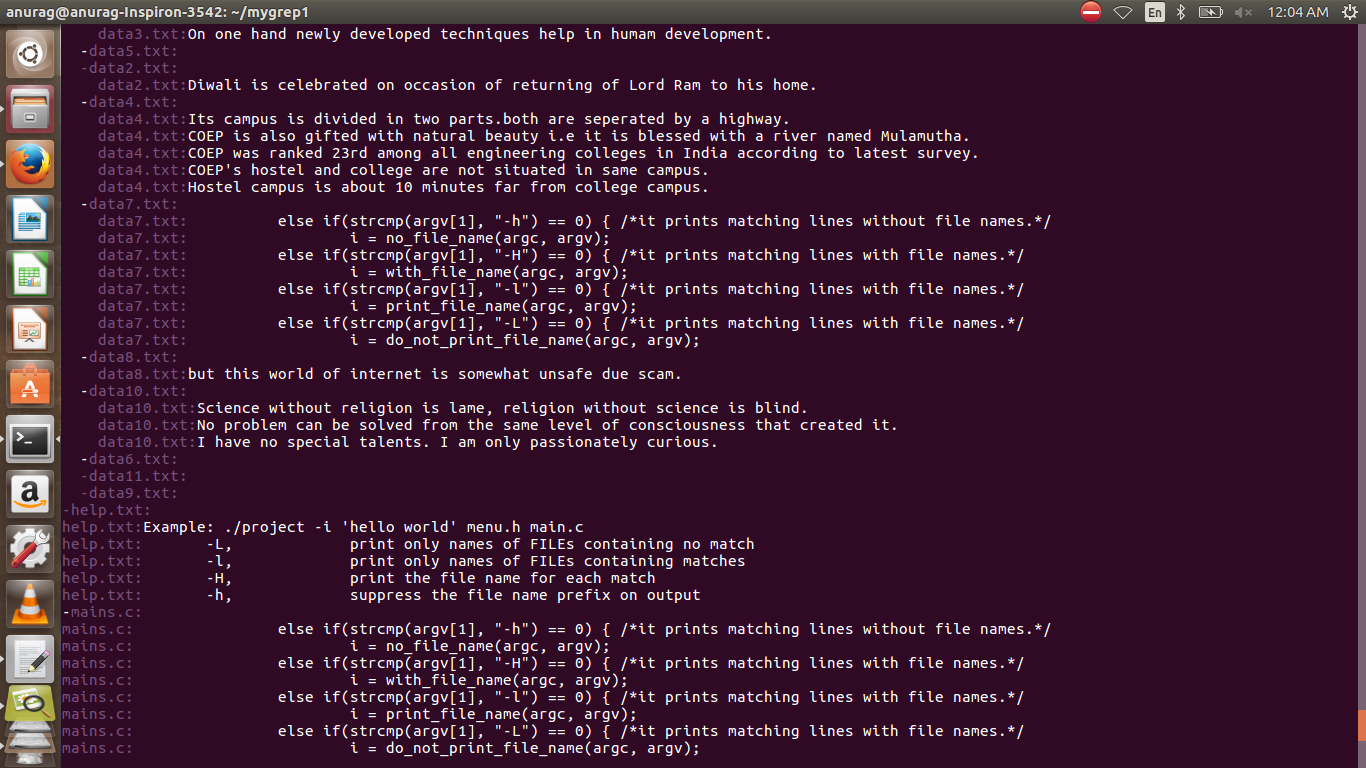 anurag@anurag-Inspiron-3542: ~/mygrep1
En
12:04 AM
data3.txt:On one hand newly developed techniques help in humam development.
-data5.txt:
-data2.txt:
data2.txt:Diwali is celebrated on occasion of returning of Lord Ram to his home.
-data4.txt:
data4.txt:Its campus is divided in two parts.both are seperated by a highway.
data4.txt:COEP is also gifted with natural beauty i.e it is blessed with a river named Mulamutha.
data4.txt:COEP was ranked 23rd among all engineering colleges in India according to latest survey.
data4.txt:COEP's hostel and college are not situated in same campus.
data4.txt:Hostel campus is about 10 minutes far from college campus.
-data7.txt:
data7.txt:          else if(strcmp(argv[1], "-h") == 0) { /*it prints matching lines without file names.*/
data7.txt:                  i = no_file_name(argc, argv);
data7.txt:          else if(strcmp(argv[1], "-H") == 0) { /*it prints matching lines with file names.*/
data7.txt:                  i = with_file_name(argc, argv);
data7.txt:          else if(strcmp(argv[1], "-l") == 0) { /*it prints matching lines with file names.*/
data7.txt:                  i = print_file_name(argc, argv);
data7.txt:          else if(strcmp(argv[1], "-L") == 0) { /*it prints matching lines with file names.*/
data7.txt:                  i = do_not_print_file_name(argc, argv);
-data8.txt:
data8.txt:but this world of internet is somewhat unsafe due scam.
-data10.txt:
data10.txt:Science without religion is lame, religion without science is blind.
data10.txt:No problem can be solved from the same level of consciousness that created it.
data10.txt:I have no special talents. I am only passionately curious.
-data6.txt:
-data11.txt:
-data9.txt:
-help.txt:
help.txt:Example: ./project -i 'hello world' menu.h main.c
help.txt:       -L,             print only names of FILEs containing no match
help.txt:       -l,             print only names of FILEs containing matches
help.txt:       -H,             print the file name for each match
help.txt:       -h,             suppress the file name prefix on output
-mains.c:
mains.c:                else if(strcmp(argv[1], "-h") == 0) { /*it prints matching lines without file names.*/
mains.c:                        i = no_file_name(argc, argv);
mains.c:                else if(strcmp(argv[1], "-H") == 0) { /*it prints matching lines with file names.*/
mains.c:                        i = with_file_name(argc, argv);
mains.c:                else if(strcmp(argv[1], "-l") == 0) { /*it prints matching lines with file names.*/
mains.c:                        i = print_file_name(argc, argv);
mains.c:                else if(strcmp(argv[1], "-L") == 0) { /*it prints matching lines with file names.*/
mains.c:                        i = do_not_print_file_name(argc, argv);